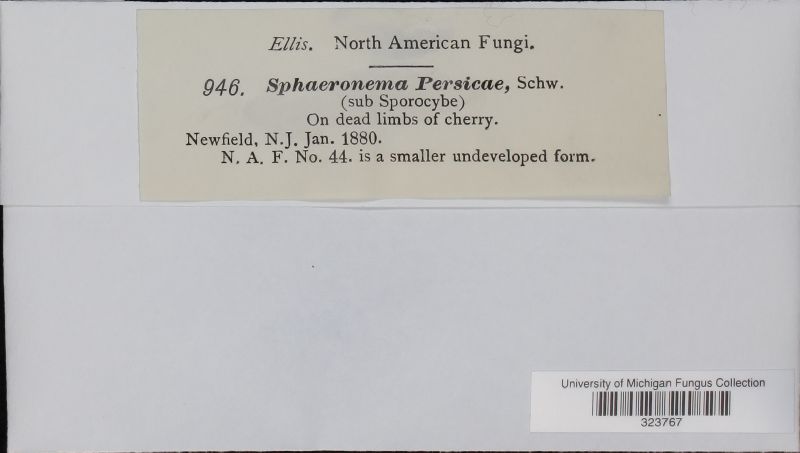 Ellis. North American Fungi.
946. Sphaeronema Persicae, Schw.
(sub Sporocybe)
On dead limbs of cherry.
Newfield, N.J. Jan. 1880.
N. A. F. No. 44. is a smaller undeveloped form.
University of Michigan Fungus Collection
323767